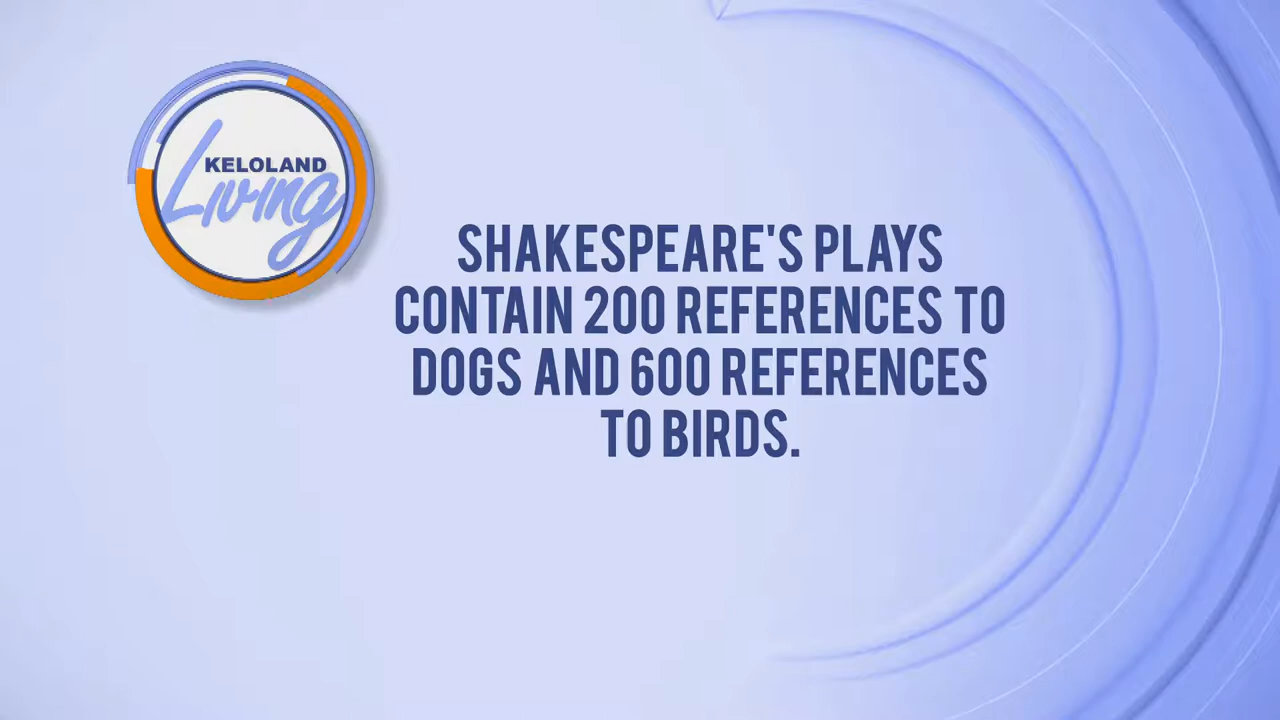 KELOLAND
Living
SHAKESPEARE'S PLAYS
CONTAIN 200 REFERENCES TO
DOGS AND 600 REFERENCES
TO BIRDS.